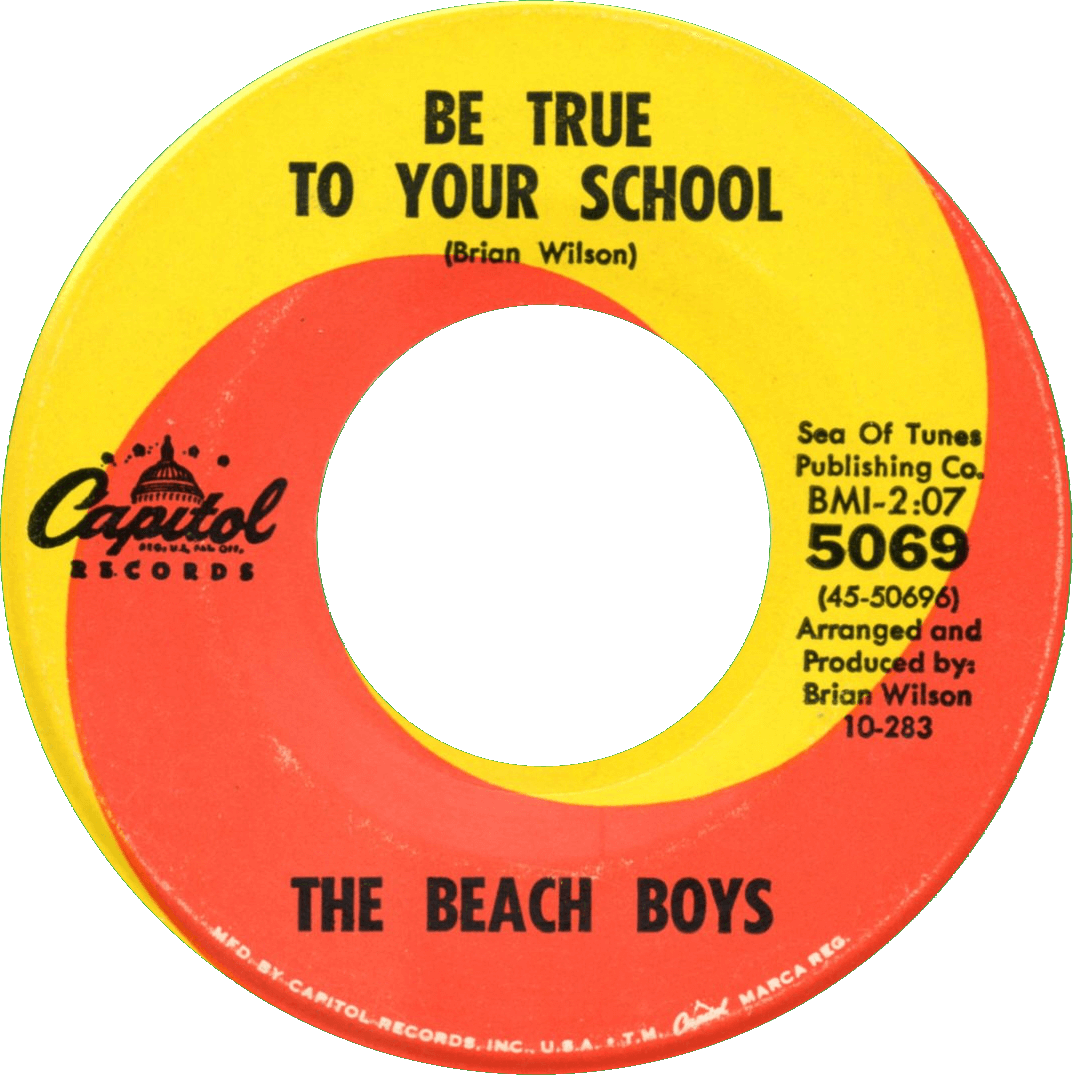 BE TRUE
TO YOUR SCHOOL
(Brian Wilson)
Capitol
REG. U.S. PAT. OFF.
RECORDS
Sea Of Tunes
Publishing Co.
BMI-2:07
5069
(45-50696)
Arranged and
Produced by:
Brian Wilson
10-283
THE BEACH BOYS
MFD. BY CAPITOL RECORDS, INC., U.S.A. • T.M. Capitol MARCA REG.